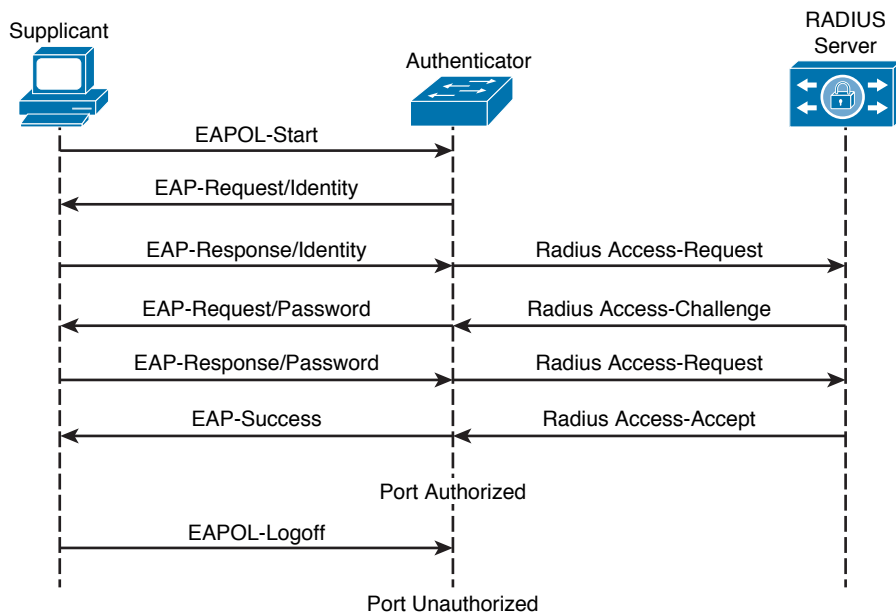 Supplicant
Authenticator
RADIUS
Server
EAPOL-Start
EAP-Request/Identity
EAP-Response/Identity
Radius Access-Request
EAP-Request/Password
Radius Access-Challenge
EAP-Response/Password
Radius Access-Request
EAP-Success
Radius Access-Accept
Port Authorized
EAPOL-Logoff
Port Unauthorized